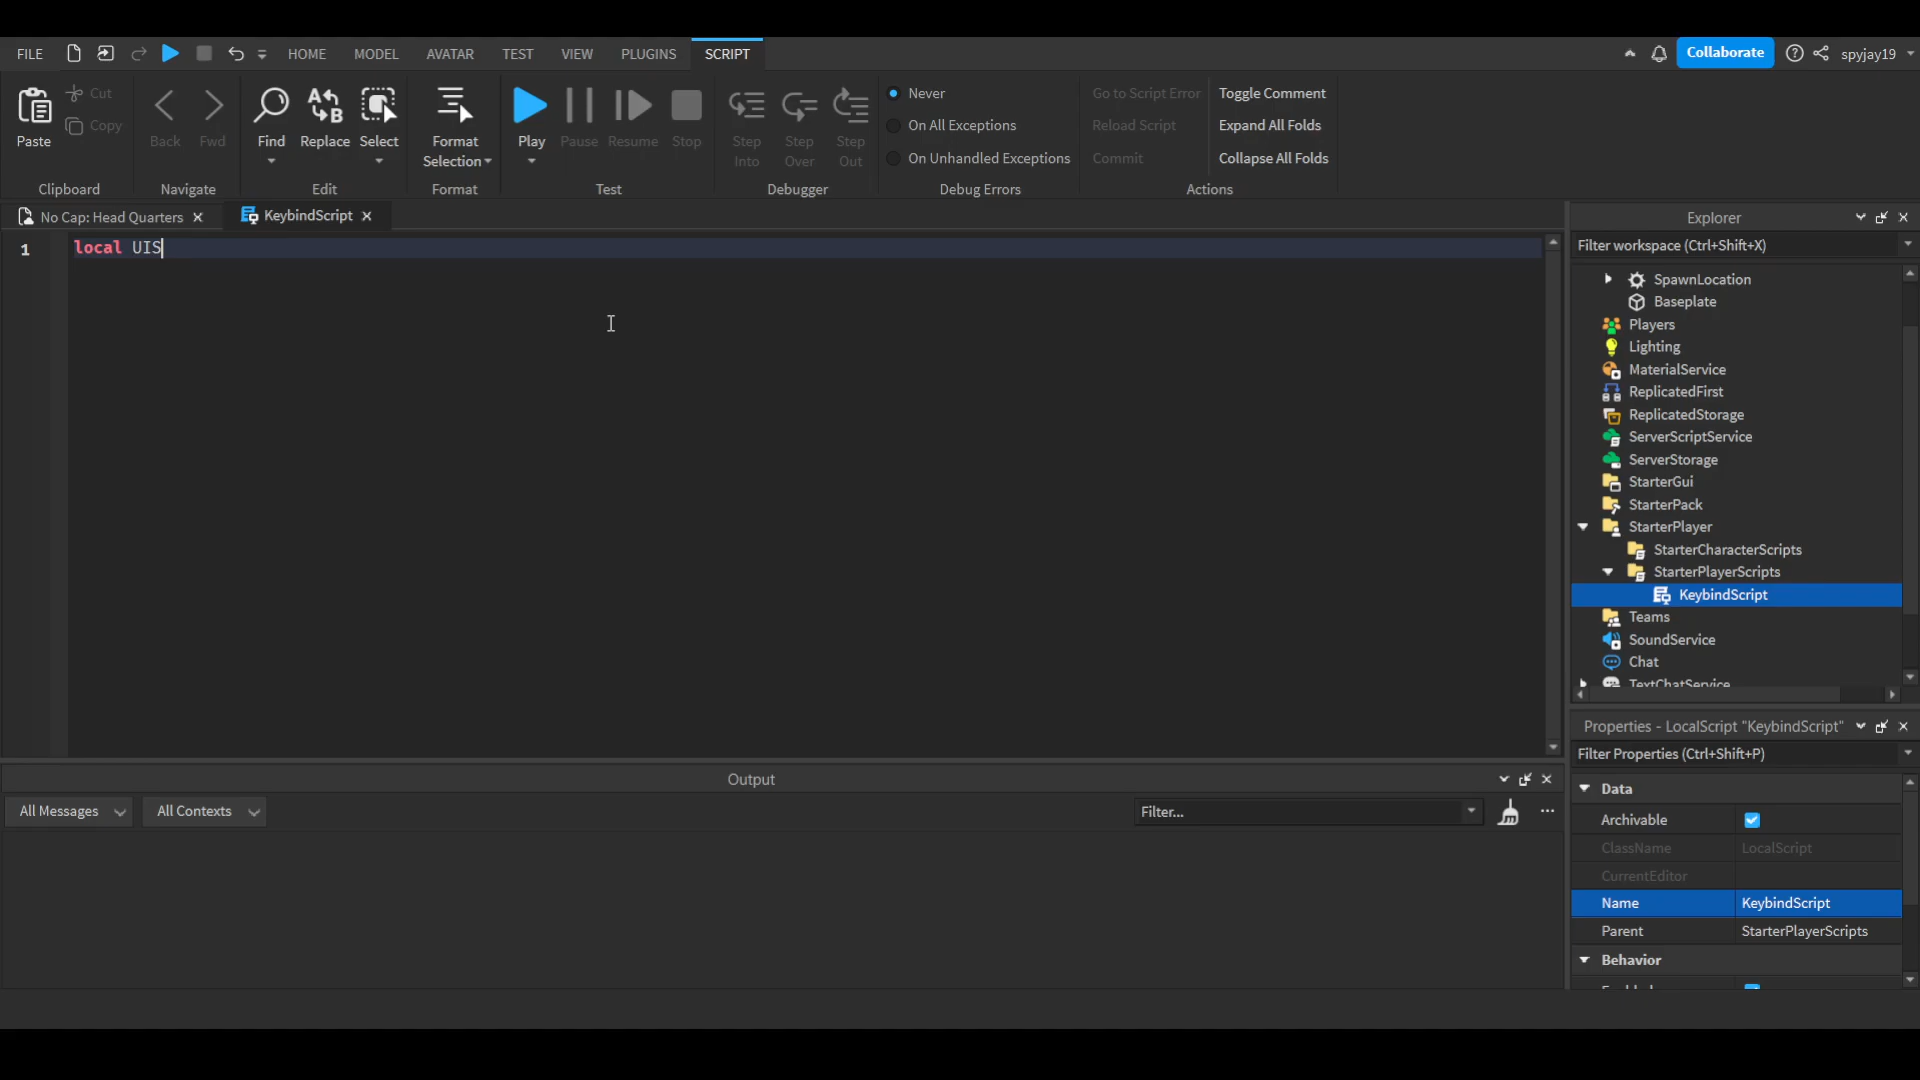 FILE HOME MODEL AVATAR TEST VIEW PLUGINS SCRIPT Collaborate spyjay19
Paste Cut Copy Back Fwd Find Replace Select Format Selection Play Pause Resume Stop Step Into Step Over Step Out
Never Go to Script Error Toggle Comment
On All Exceptions Reload Script Expand All Folds
On Unhandled Exceptions Commit Collapse All Folds
Clipboard Navigate Edit Format Test Debugger Debug Errors Actions
No Cap: Head Quarters KeybindScript
1 local UIS
Explorer
Filter workspace (Ctrl+Shift+X)
SpawnLocation
Baseplate
Players
Lighting
MaterialService
ReplicatedFirst
ReplicatedStorage
ServerScriptService
ServerStorage
StarterGui
StarterPack
StarterPlayer
StarterCharacterScripts
StarterPlayerScripts
KeybindScript
Teams
SoundService
Chat
TextChatService
Properties - LocalScript "KeybindScript"
Filter Properties (Ctrl+Shift+P)
Data
Archivable
ClassName LocalScript
CurrentEditor
Name KeybindScript
Parent StarterPlayerScripts
Behavior
Output
All Messages All Contexts Filter...